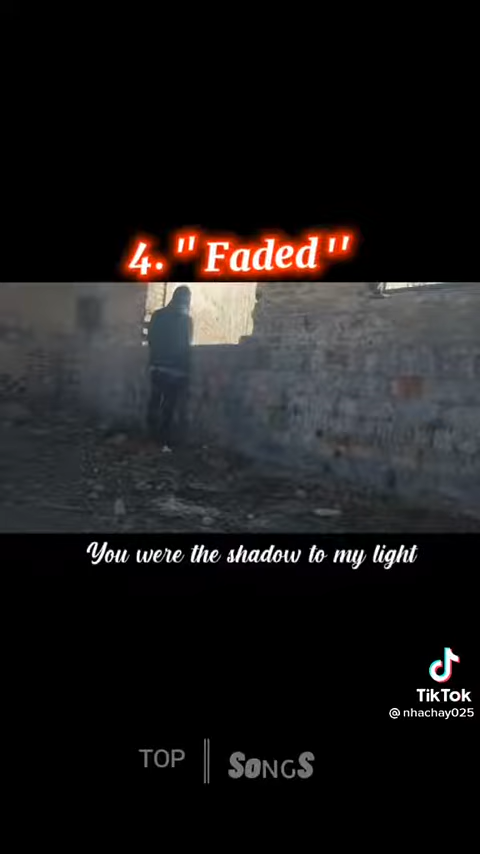 4. "Faded"
You were the shadow to my light
TikTok
@nhachay025
TOP SONGS